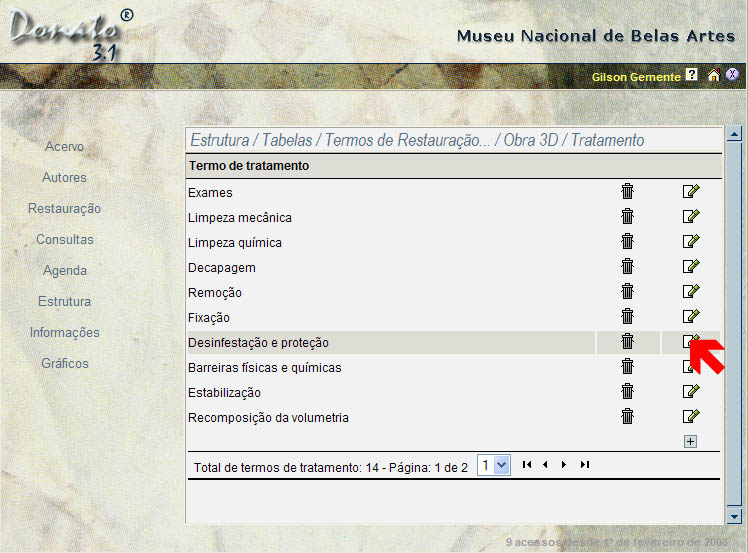 Donato®
3.1
Museu Nacional de Belas Artes
Gilson Gemente ? X
Acervo
Autores
Restauração
Consultas
Agenda
Estrutura
Informações
Gráficos
Estrutura / Tabelas / Termos de Restauração... / Obra 3D / Tratamento
Termo de tratamento
Exames
Limpeza mecânica
Limpeza química
Decapagem
Remoção
Fixação
Desinfestação e proteção
Barreiras físicas e químicas
Estabilização
Recomposição da volumetria
+
Total de termos de tratamento: 14 - Página: 1 de 2 1
9 acessos desde 1º de fevereiro de 2008